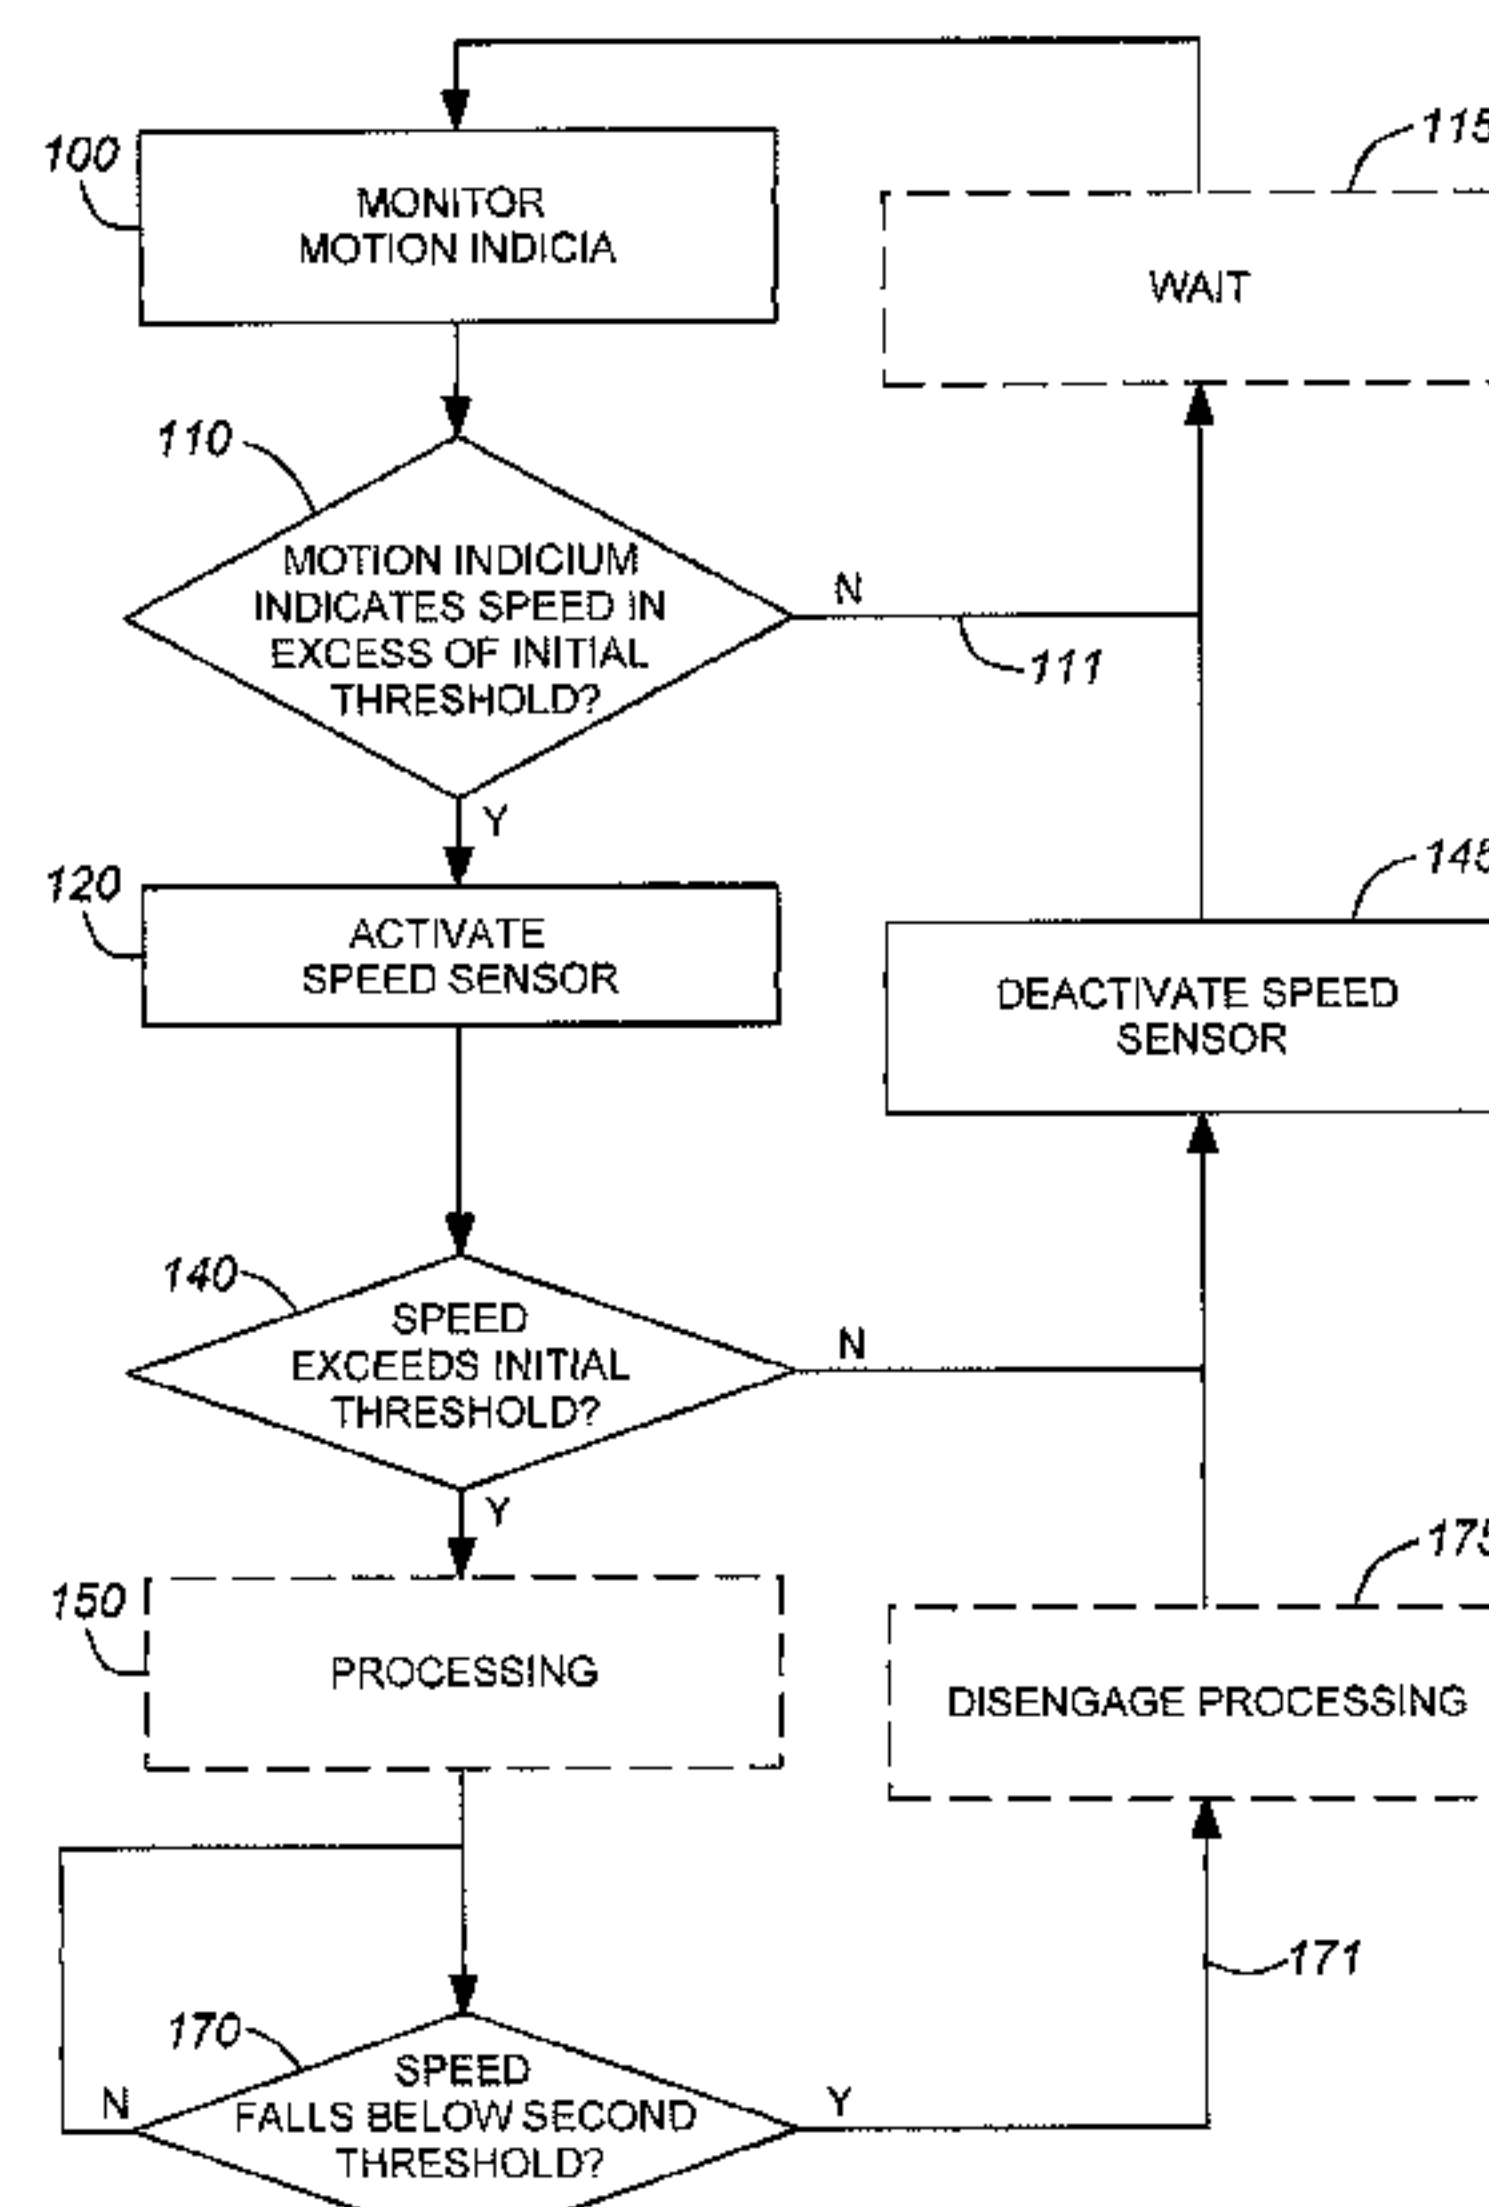 115
100
MONITOR
MOTION INDICIA
WAIT
110
MOTION INDICIUM
INDICATES SPEED IN
EXCESS OF INITIAL
THRESHOLD?
N
111
Y
120
ACTIVATE
SPEED SENSOR
145
DEACTIVATE SPEED
SENSOR
140
SPEED
EXCEEDS INITIAL
THRESHOLD?
N
Y
150
PROCESSING
175
DISENGAGE PROCESSING
171
170
SPEED
FALLS BELOW SECOND
THRESHOLD?
N
Y